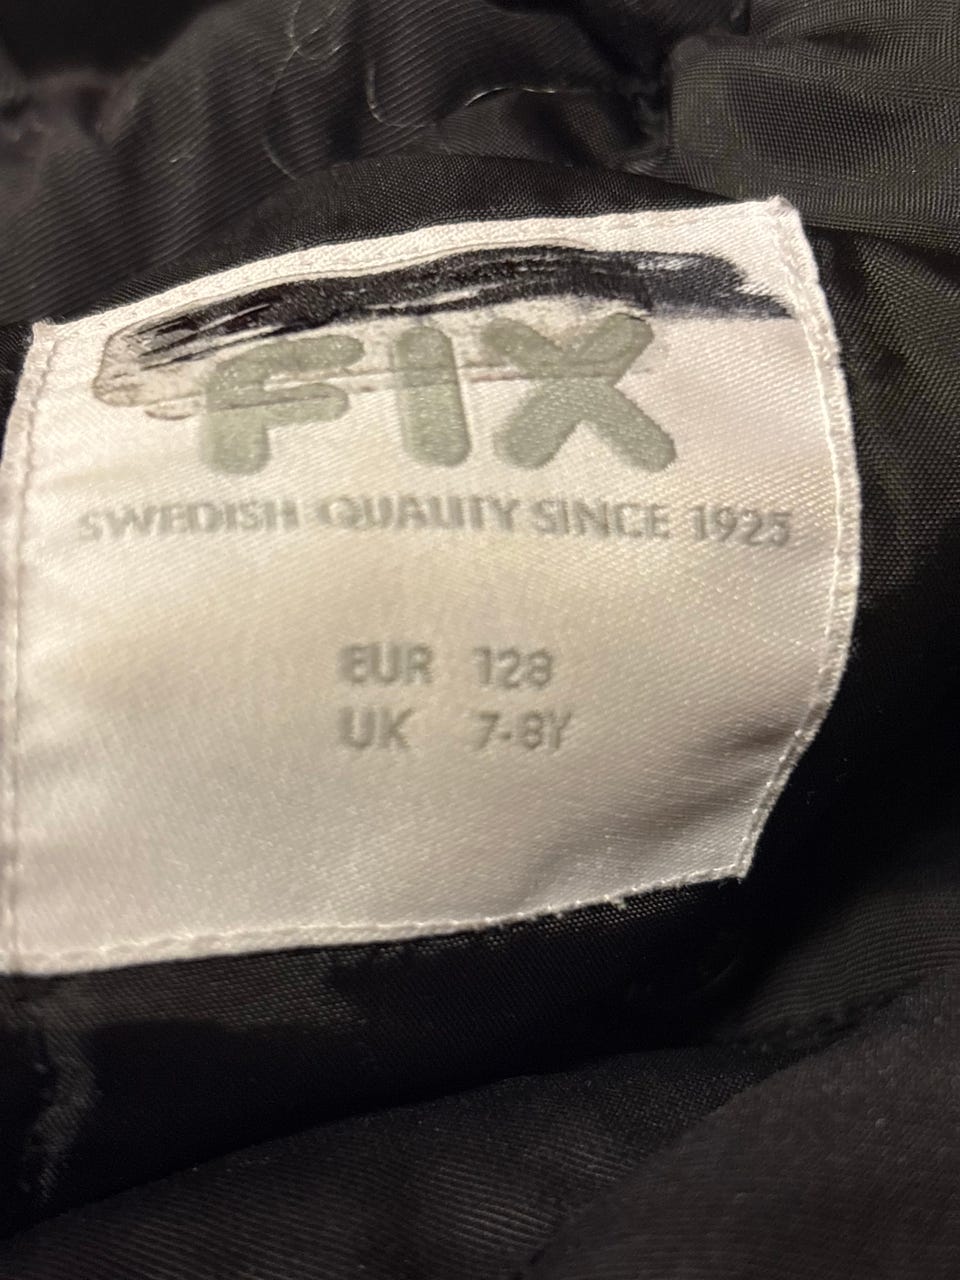 FIX
SWEDISH QUALITY SINCE 1925
EUR 128
UK 7-8Y